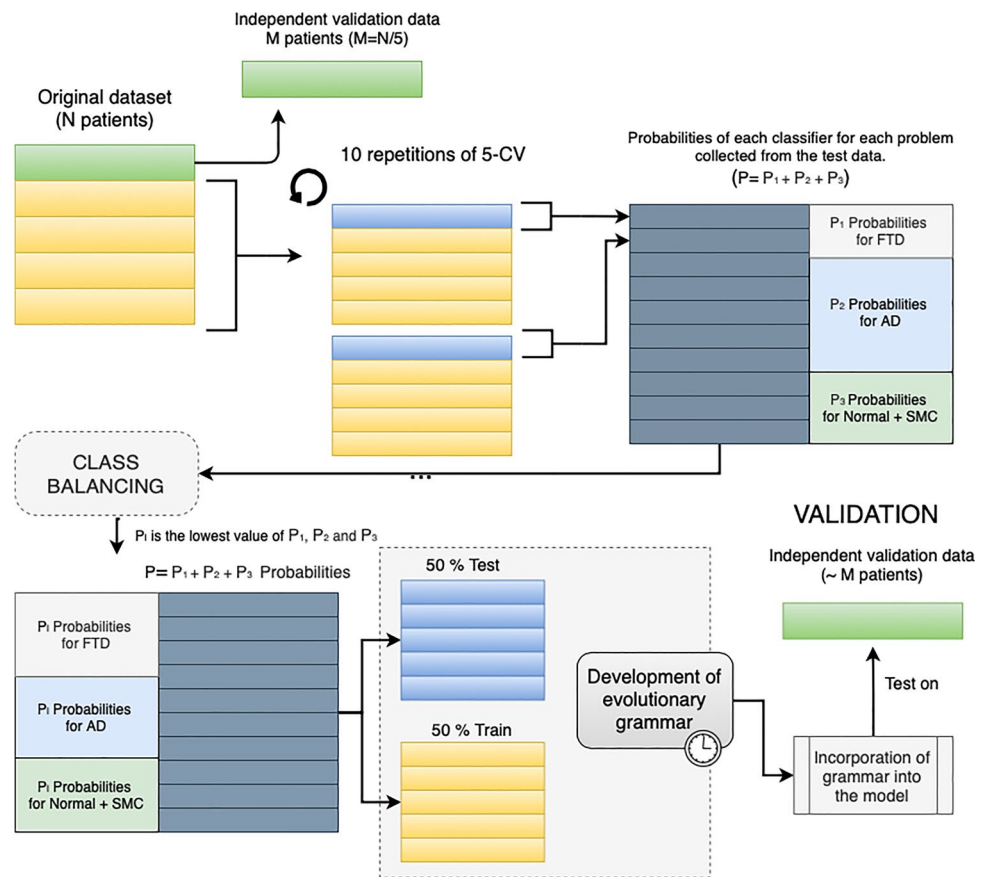 Independent validation data
M patients (M=N/5)
Original dataset
(N patients)
10 repetitions of 5-CV
Probabilities of each classifier for each problem
collected from the test data.
(P= P₁ + P₂ + P₃)
P₁ Probabilities
for FTD
P₂ Probabilities
for AD
P₃ Probabilities
for Normal + SMC
CLASS
BALANCING
...
Pₗ is the lowest value of P₁, P₂ and P₃
P= P₁ + P₂ + P₃ Probabilities
Pₗ Probabilities
for FTD
Pₗ Probabilities
for AD
Pₗ Probabilities
for Normal + SMC
50 % Test
50 % Train
Development of
evolutionary
grammar
VALIDATION
Independent validation data
(~ M patients)
Test on
Incorporation of
grammar into
the model